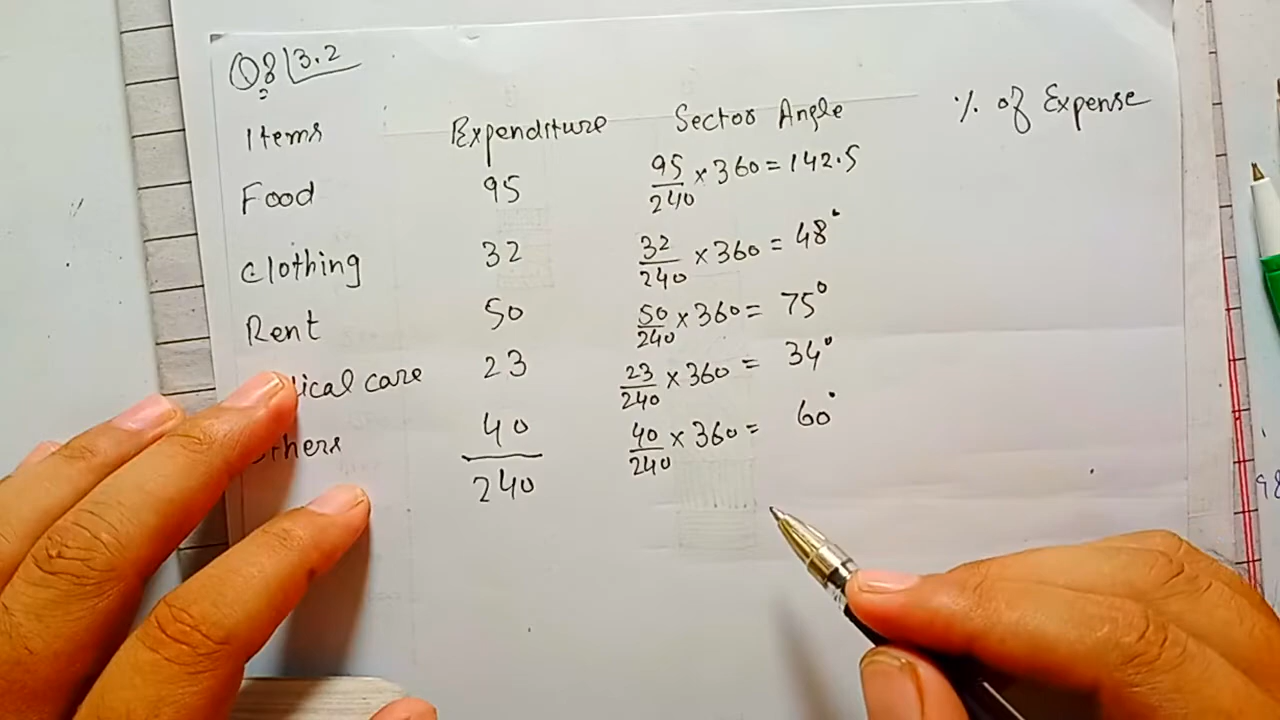 Q8 3.2
Items Expenditure Sector Angle % of Expense
Food 95 95/240 × 360 = 142.5
Clothing 32 32/240 × 360 = 48°
Rent 50 50/240 × 360 = 75°
ical care 23 23/240 × 360 = 34°
thers 40 40/240 × 360 = 60°
240